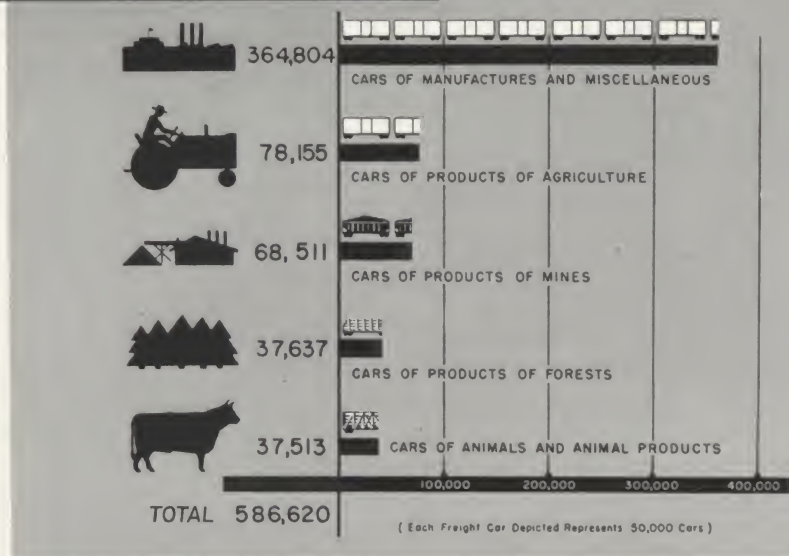 364,804
CARS OF MANUFACTURES AND MISCELLANEOUS
78,155
CARS OF PRODUCTS OF AGRICULTURE
68,511
CARS OF PRODUCTS OF MINES
37,637
CARS OF PRODUCTS OF FORESTS
37,513 CARS OF ANIMALS AND ANIMAL PRODUCTS
100,000 200,000 300,000 400,000
TOTAL 586,620
( Each Freight Car Depicted Represents 50,000 Cars )